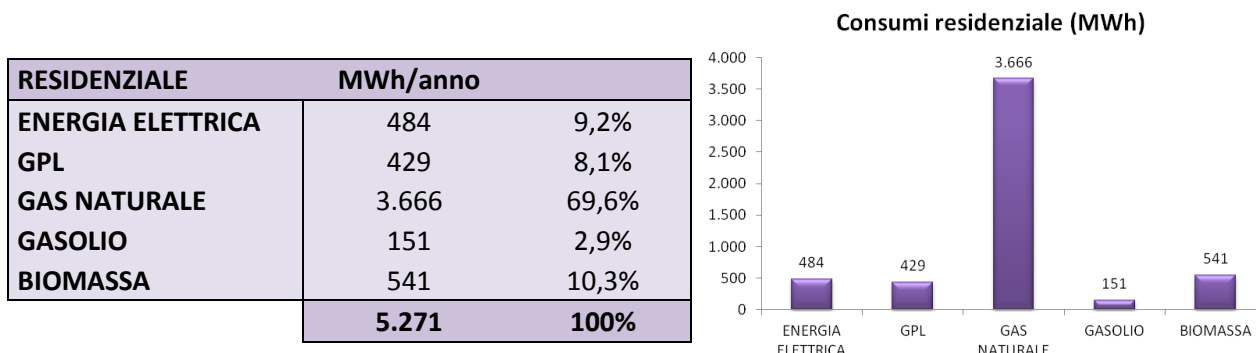 RESIDENZIALE MWh/anno
ENERGIA ELETTRICA 484 9,2%
GPL 429 8,1%
GAS NATURALE 3.666 69,6%
GASOLIO 151 2,9%
BIOMASSA 541 10,3%
5.271 100%
Consumi residenziale (MWh)
4.000
3.500
3.000
2.500
2.000
1.500
1.000
500
0
484
429
3.666
151
541
ENERGIA ELETTRICA
GPL
GAS NATURALE
GASOLIO
BIOMASSA